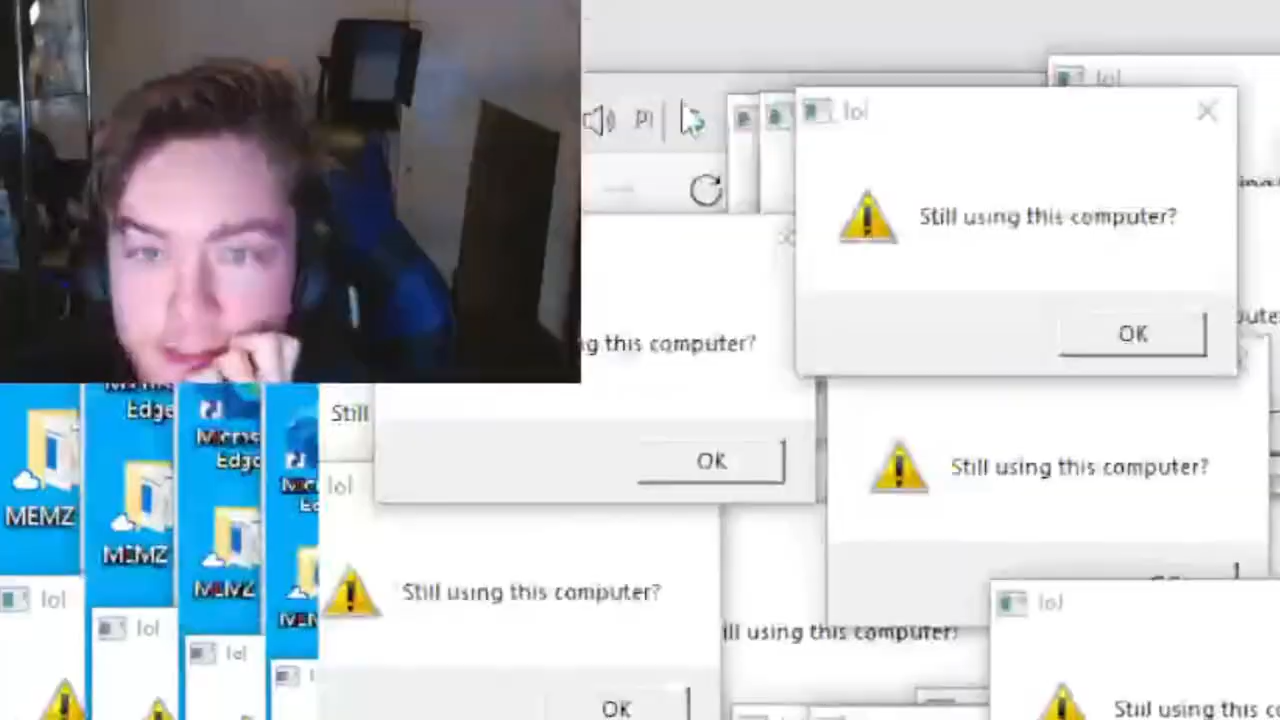 lol
lol
Still using this computer?
OK
g this computer?
Still
OK
Edge
Edge
MEMZ
MEMZ
MEMZ
lol
Still using this computer?
Still using this computer?
OK
lol
lol
lol
ill using this computer?
lol
Still using this c